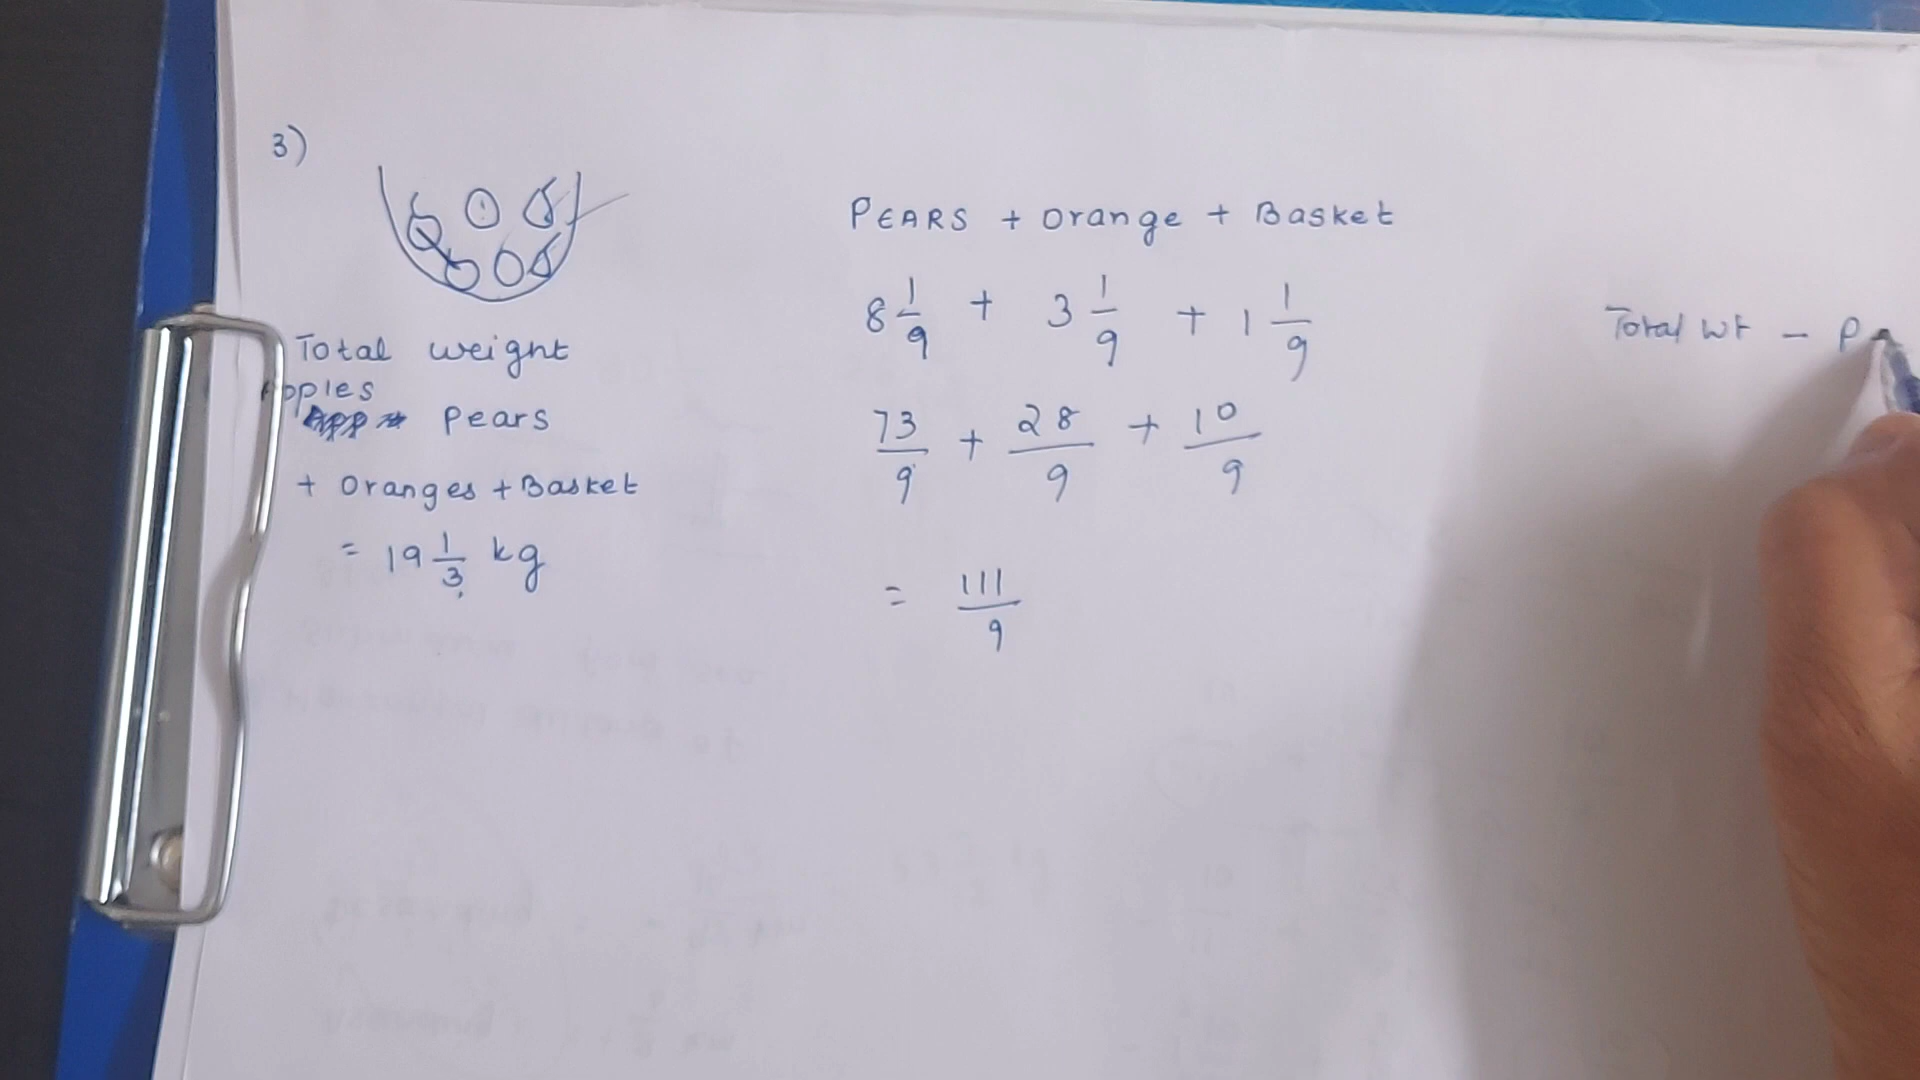 3)
Total weight
Apples
Pears
+ Oranges + Basket
= 19 1/3 kg
PEARS + Orange + Basket
8 1/9 + 3 1/9 + 1 1/9
73/9 + 28/9 + 10/9
= 111/9
Total wt - P